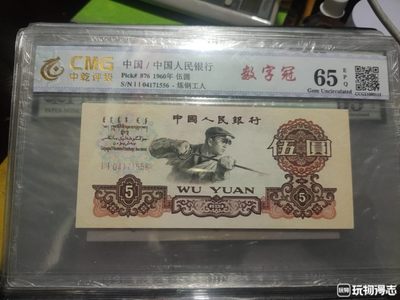 CMG
中乾评级
中国 / 中国人民银行
Pick# 876 1960年 伍圆
S/N I I 04171556 - 炼钢工人
数字冠
65 EPQ
Gem Uncirculated
中国人民银行
伍圆
I I 04171556
WU YUAN
5
5
玩物得志